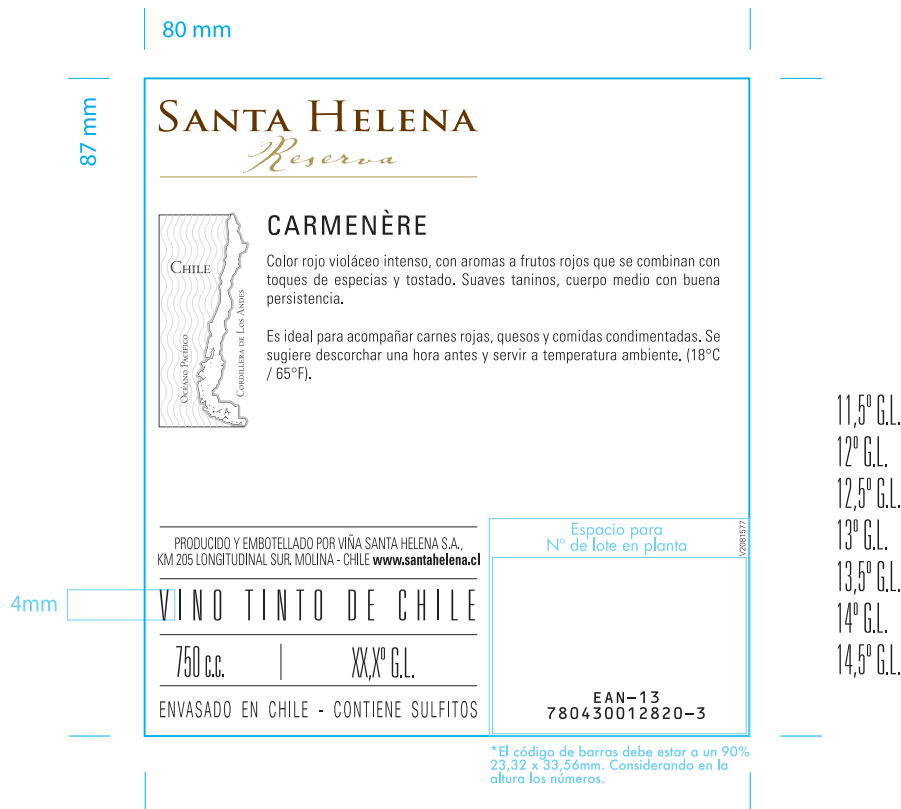 80 mm
87 mm
SANTA HELENA
Reserva
CHILE
OCÉANO PACÍFICO
CORDILLERA DE LOS ANDES
CARMENÈRE
Color rojo violáceo intenso, con aromas a frutos rojos que se combinan con
toques de especias y tostado. Suaves taninos, cuerpo medio con buena
persistencia.
Es ideal para acompañar carnes rojas, quesos y comidas condimentadas. Se
sugiere descorchar una hora antes y servir a temperatura ambiente. (18°C
/ 65°F).
11,5º G.L.
12º G.L.
12,5º G.L.
13º G.L.
13,5º G.L.
14º G.L.
14,5º G.L.
PRODUCIDO Y EMBOTELLADO POR VIÑA SANTA HELENA S.A.,
KM 205 LONGITUDINAL SUR. MOLINA - CHILE www.santahelena.cl
4mm
VINO TINTO DE CHILE
750 c.c. | XX,Xº G.L.
ENVASADO EN CHILE - CONTIENE SULFITOS
Espacio para
Nº de lote en planta
V2081577
EAN-13
780430012820-3
*El código de barras debe estar a un 90%
23,32 x 33,56mm. Considerando en la
altura los números.